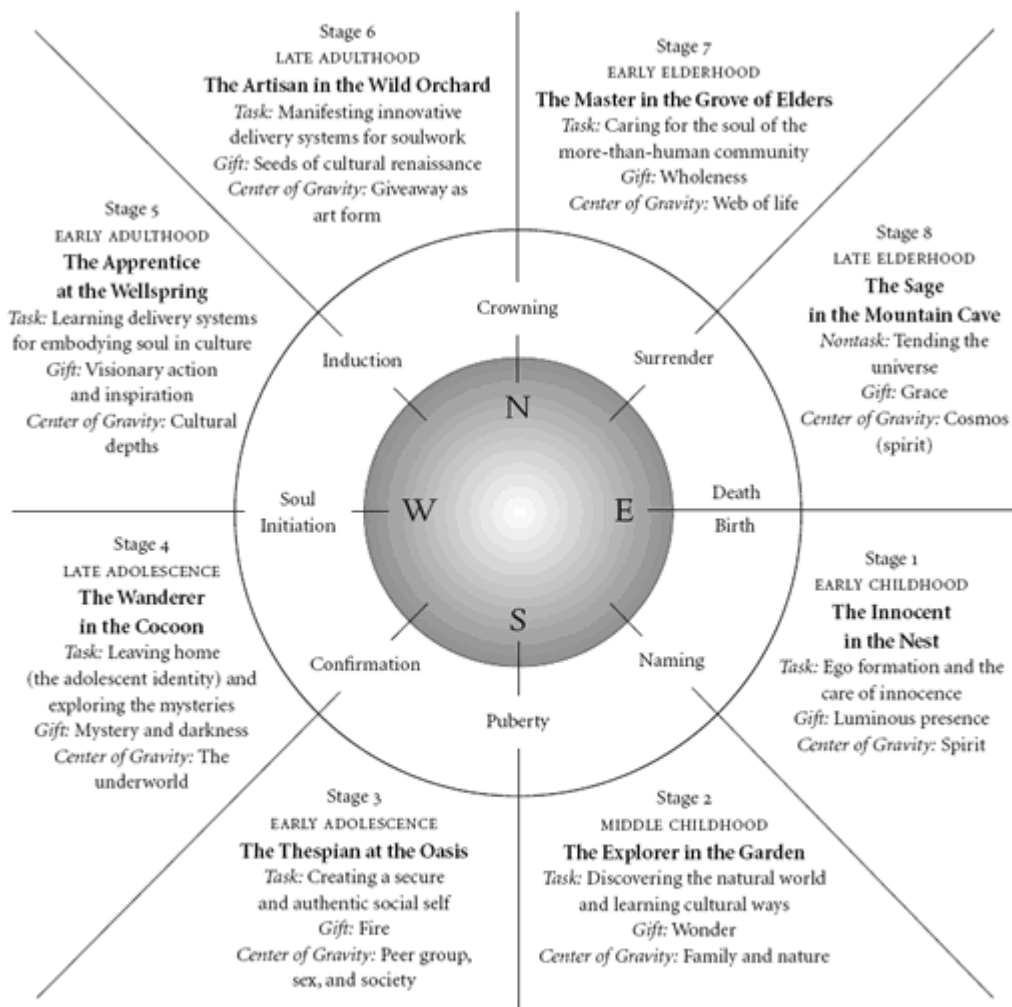 Stage 6
LATE ADULTHOOD
The Artisan in the Wild Orchard
Task: Manifesting innovative
delivery systems for soulwork
Gift: Seeds of cultural renaissance
Center of Gravity: Giveaway as
art form
Stage 7
EARLY ELDERHOOD
The Master in the Grove of Elders
Task: Caring for the soul of the
more-than-human community
Gift: Wholeness
Center of Gravity: Web of life
Stage 5
EARLY ADULTHOOD
The Apprentice
at the Wellspring
Task: Learning delivery systems
for embodying soul in culture
Gift: Visionary action
and inspiration
Center of Gravity: Cultural
depths
Stage 8
LATE ELDERHOOD
The Sage
in the Mountain Cave
Nontask: Tending the
universe
Gift: Grace
Center of Gravity: Cosmos
(spirit)
Crowning
Induction
Surrender
N
Soul
Initiation
W
E
Death
Birth
S
Confirmation
Naming
Puberty
Stage 4
LATE ADOLESCENCE
The Wanderer
in the Cocoon
Task: Leaving home
(the adolescent identity) and
exploring the mysteries
Gift: Mystery and darkness
Center of Gravity: The
underworld
Stage 1
EARLY CHILDHOOD
The Innocent
in the Nest
Task: Ego formation and the
care of innocence
Gift: Luminous presence
Center of Gravity: Spirit
Stage 3
EARLY ADOLESCENCE
The Thespian at the Oasis
Task: Creating a secure
and authentic social self
Gift: Fire
Center of Gravity: Peer group,
sex, and society
Stage 2
MIDDLE CHILDHOOD
The Explorer in the Garden
Task: Discovering the natural world
and learning cultural ways
Gift: Wonder
Center of Gravity: Family and nature